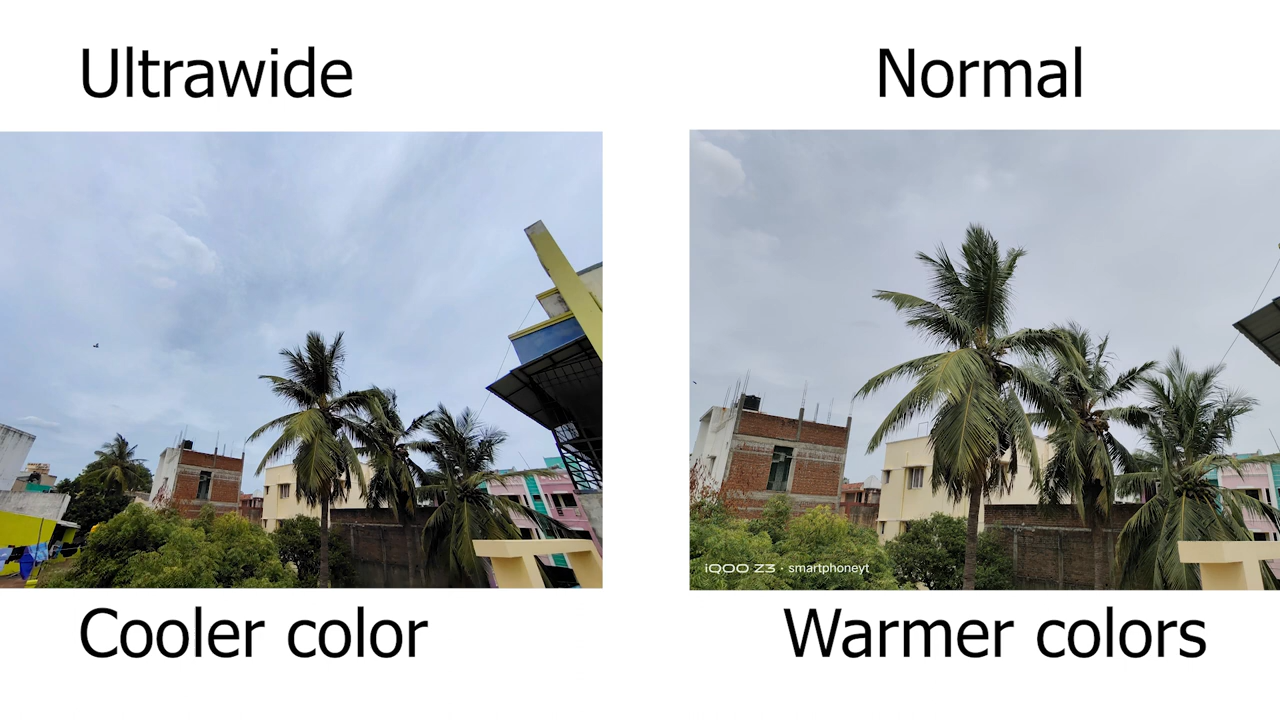 Ultrawide
Normal
iQOO Z3 · smartphoneyt
Cooler color
Warmer colors